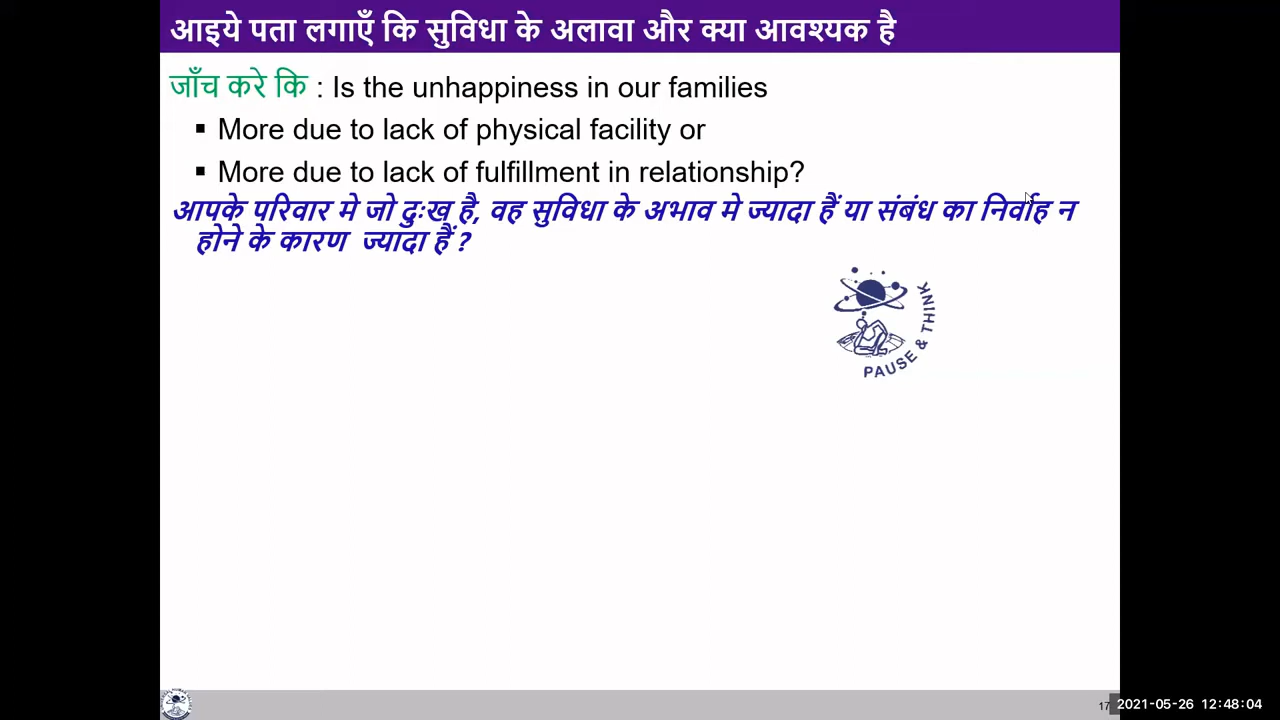 आइये पता लगाएँ कि सुविधा के अलावा और क्या आवश्यक है
जाँच करे कि : Is the unhappiness in our families
▪ More due to lack of physical facility or
▪ More due to lack of fulfillment in relationship?
आपके परिवार मे जो दुःख है, वह सुविधा के अभाव मे ज्यादा हैं या संबंध का निर्वाह न
होने के कारण ज्यादा हैं ?
PAUSE & THINK
17
2021-05-26 12:48:04